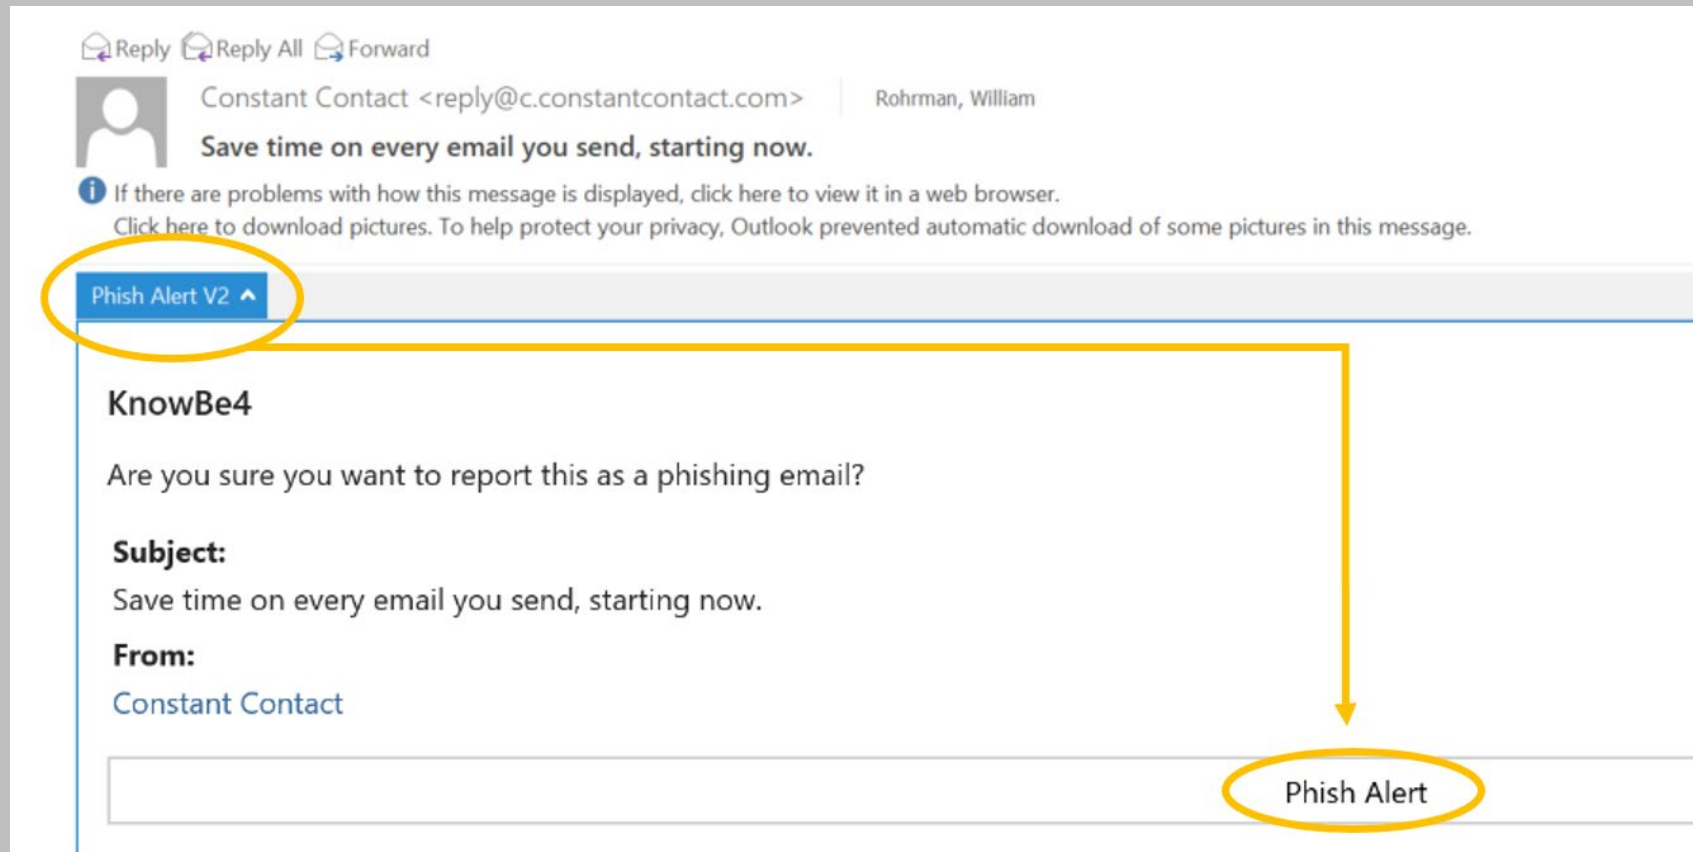 Reply Reply All Forward
Constant Contact <reply@c.constantcontact.com> Rohrman, William
Save time on every email you send, starting now.
If there are problems with how this message is displayed, click here to view it in a web browser.
Click here to download pictures. To help protect your privacy, Outlook prevented automatic download of some pictures in this message.
Phish Alert V2
KnowBe4
Are you sure you want to report this as a phishing email?
Subject:
Save time on every email you send, starting now.
From:
Constant Contact
Phish Alert